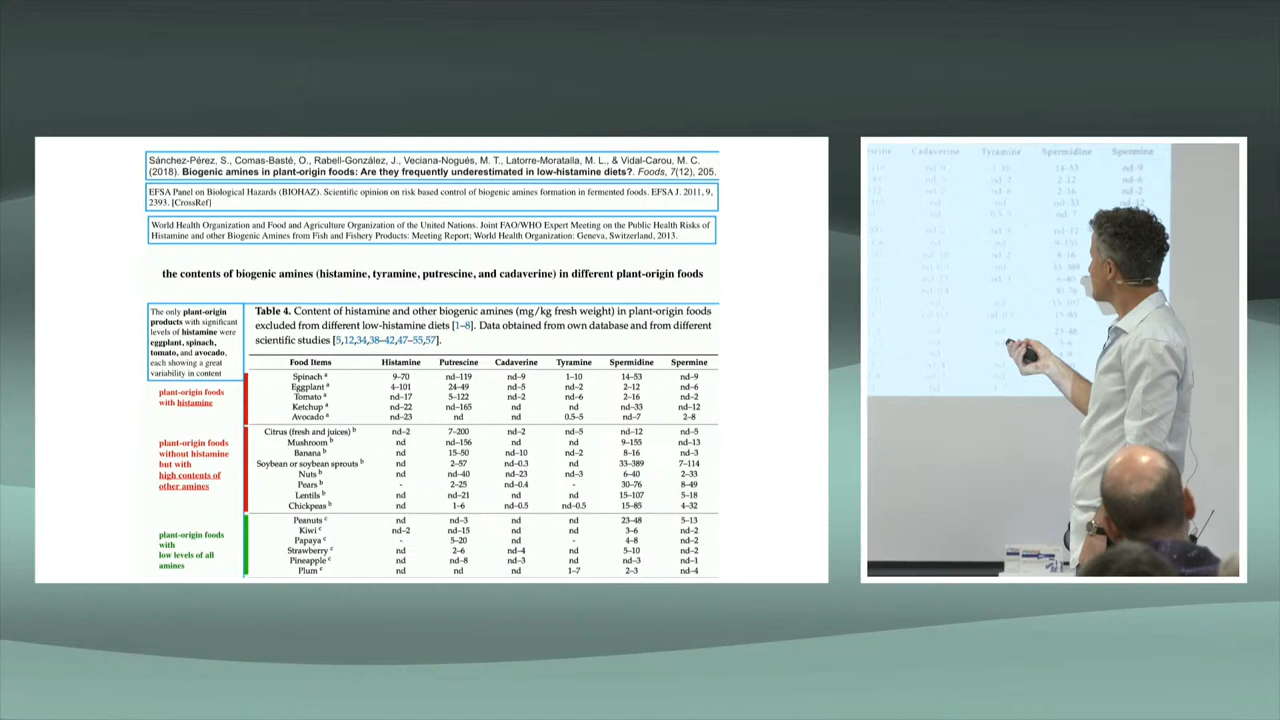 Sánchez-Pérez, S., Comas-Basté, O., Rabell-González, J., Veciana-Nogués, M. T., Latorre-Moratalla, M. L., & Vidal-Carou, M. C.
(2018). Biogenic amines in plant-origin foods: Are they frequently underestimated in low-histamine diets?. Foods, 7(12), 205.
EFSA Panel on Biological Hazards (BIOHAZ). Scientific opinion on risk based control of biogenic amines formation in fermented foods. EFSA J. 2011, 9,
2393. [CrossRef]
World Health Organization and Food and Agriculture Organization of the United Nations. Joint FAO/WHO Expert Meeting on the Public Health Risks of
Histamine and other Biogenic Amines from Fish and Fishery Products: Meeting Report; World Health Organization: Geneva, Switzerland, 2013.
the contents of biogenic amines (histamine, tyramine, putrescine, and cadaverine) in different plant-origin foods
The only plant-origin
products with significant
levels of histamine were
eggplant, spinach,
tomato, and avocado,
each showing a great
variability in content
plant-origin foods
with histamine
plant-origin foods
without histamine
but with
high contents of
other amines
plant-origin foods
with
low levels of all
amines
Table 4. Content of histamine and other biogenic amines (mg/kg fresh weight) in plant-origin foods
excluded from different low-histamine diets [1–8]. Data obtained from own database and from different
scientific studies [5,12,34,38–42,47–55,57].
Food Items Histamine Putrescine Cadaverine Tyramine Spermidine Spermine
Spinach a 9–70 nd–119 nd–9 1–10 14–53 nd–9
Eggplant a 4–101 24–49 nd–5 nd–2 2–12 nd–6
Tomato a nd–17 5–122 nd–2 nd–6 2–16 nd–2
Ketchup a nd–22 nd–165 nd nd nd–33 nd–12
Avocado a nd–23 nd nd 0.5–5 nd–7 2–8
Citrus (fresh and juices) b nd–2 7–200 nd–2 nd–5 nd–12 nd–5
Mushroom b nd nd–156 nd nd 9–155 nd–13
Banana b nd 15–50 nd–10 nd–2 8–16 nd–3
Soybean or soybean sprouts b nd 2–57 nd–0.3 nd 33–389 7–114
Nuts b nd nd–40 nd–23 nd–3 6–40 2–33
Pears b - 2–25 nd–0.4 - 30–76 8–49
Lentils b nd nd–21 nd nd 15–107 5–18
Chickpeas b nd 1–6 nd–0.5 nd–0.5 15–85 4–32
Peanuts c nd nd–3 nd nd 23–48 5–13
Kiwi c nd–2 nd–15 nd nd 3–6 nd–2
Papaya c - 5–20 nd - 4–8 nd–2
Strawberry c nd 2–6 nd–4 nd 5–10 nd–2
Pineapple c nd nd–8 nd–3 nd nd–3 nd–1
Plum c nd nd nd 1–7 2–3 nd–4
Cadaverine Tyramine Spermidine Spermine